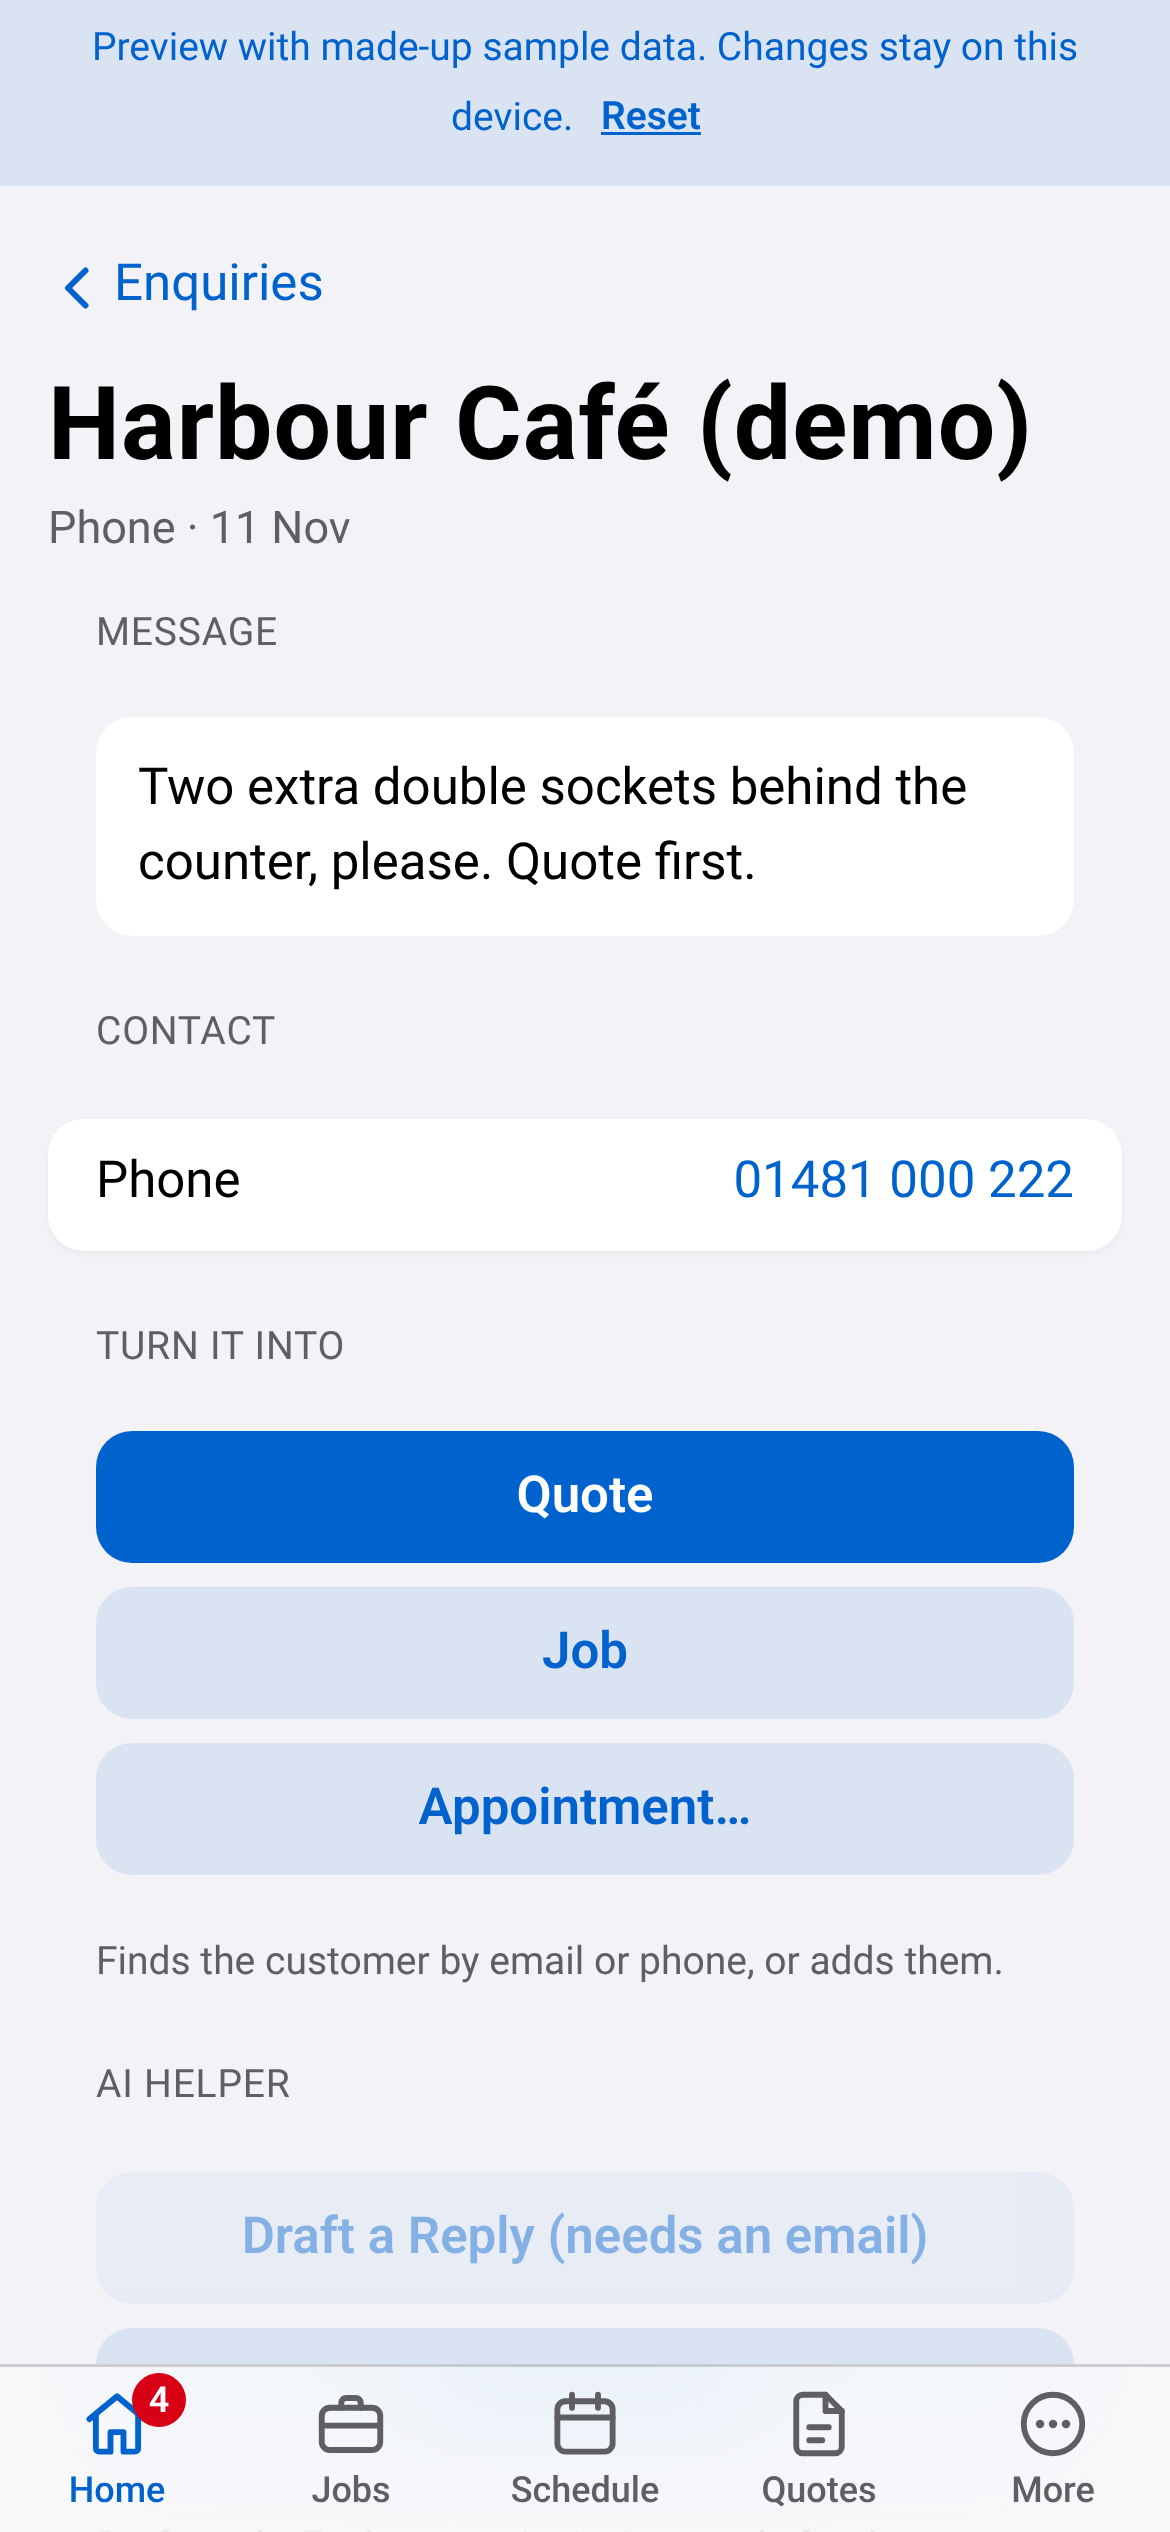 Preview with made-up sample data. Changes stay on this
device. Reset
Enquiries
Harbour Café (demo)
Phone · 11 Nov
MESSAGE
Two extra double sockets behind the
counter, please. Quote first.
CONTACT
Phone 01481 000 222
TURN IT INTO
Quote
Job
Appointment...
Finds the customer by email or phone, or adds them.
AI HELPER
Draft a Reply (needs an email)
4
Home Jobs Schedule Quotes More